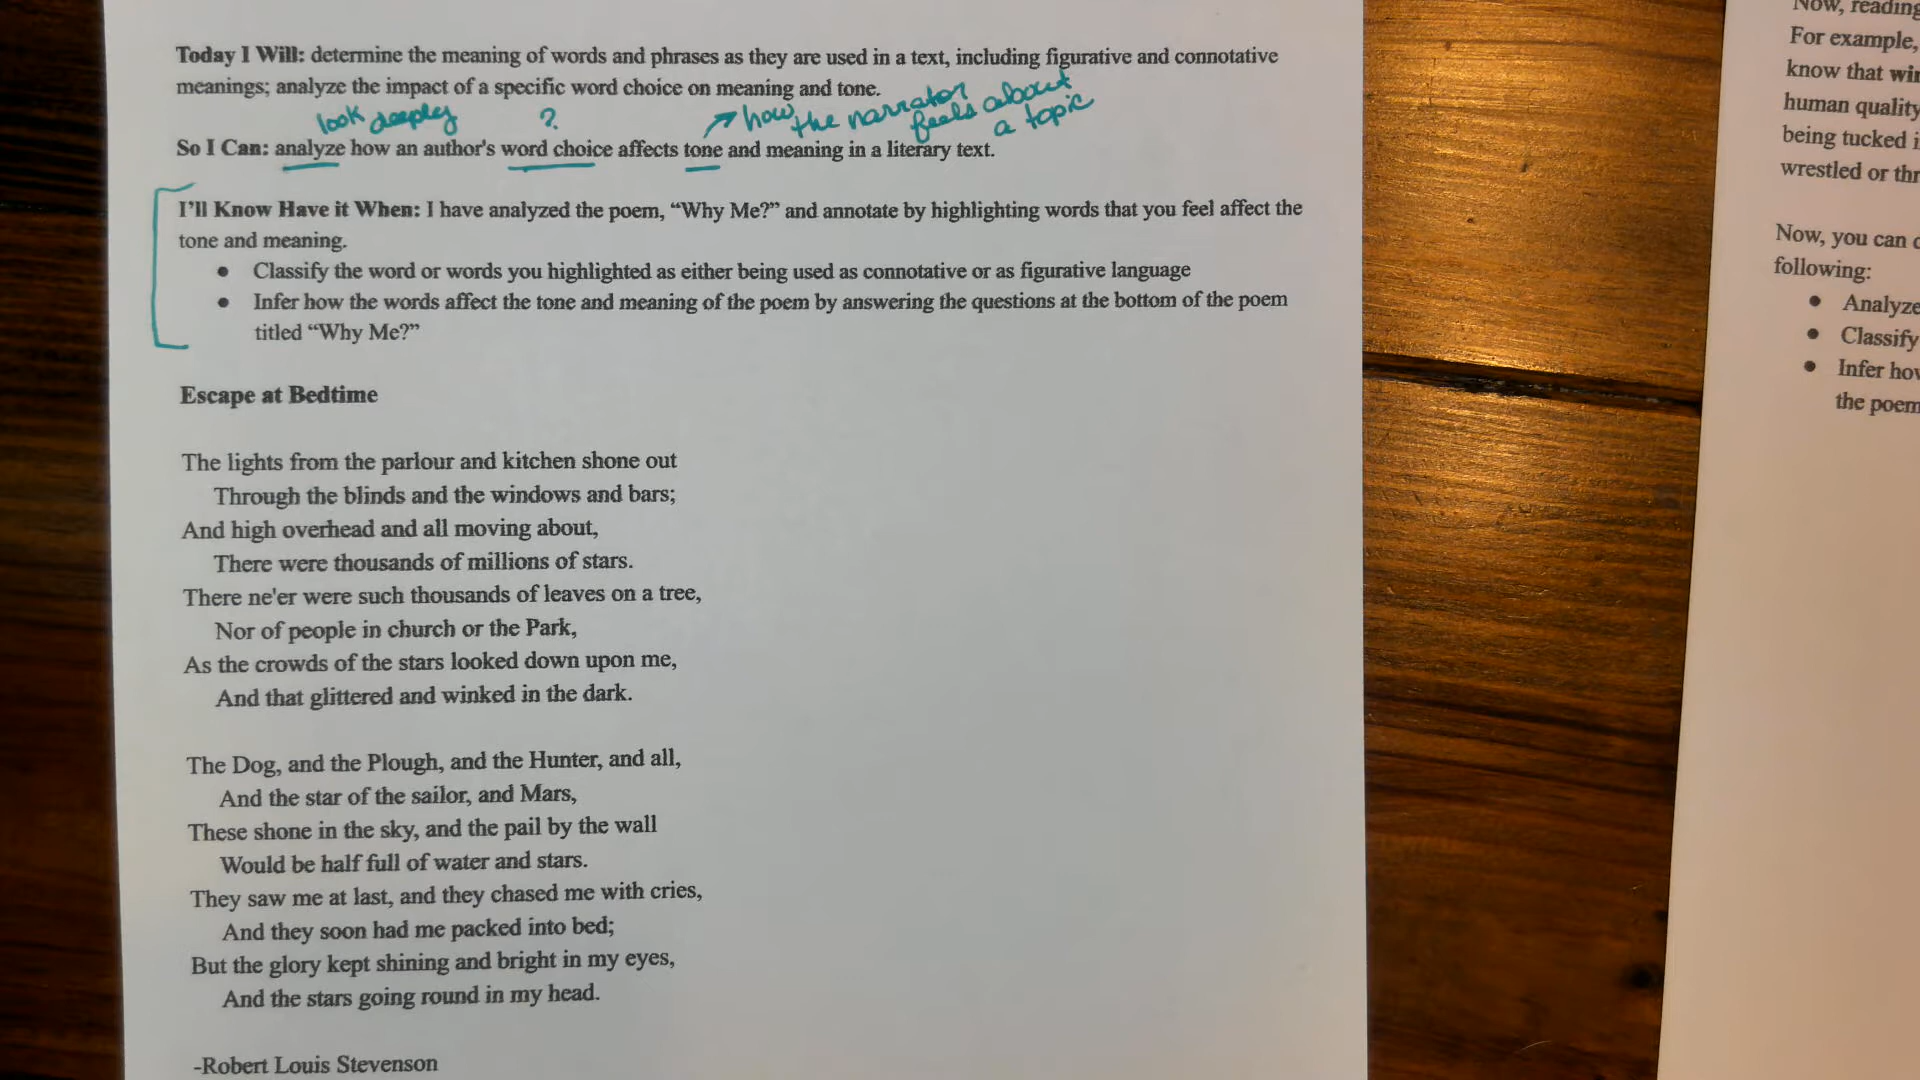 Today I Will: determine the meaning of words and phrases as they are used in a text, including figurative and connotative
meanings; analyze the impact of a specific word choice on meaning and tone.
look deeply ? how the narrator
feels about
a topic
So I Can: analyze how an author's word choice affects tone and meaning in a literary text.
I'll Know Have it When: I have analyzed the poem, “Why Me?” and annotate by highlighting words that you feel affect the
tone and meaning.
● Classify the word or words you highlighted as either being used as connotative or as figurative language
● Infer how the words affect the tone and meaning of the poem by answering the questions at the bottom of the poem
titled “Why Me?”
Escape at Bedtime
The lights from the parlour and kitchen shone out
Through the blinds and the windows and bars;
And high overhead and all moving about,
There were thousands of millions of stars.
There ne'er were such thousands of leaves on a tree,
Nor of people in church or the Park,
As the crowds of the stars looked down upon me,
And that glittered and winked in the dark.
The Dog, and the Plough, and the Hunter, and all,
And the star of the sailor, and Mars,
These shone in the sky, and the pail by the wall
Would be half full of water and stars.
They saw me at last, and they chased me with cries,
And they soon had me packed into bed;
But the glory kept shining and bright in my eyes,
And the stars going round in my head.
-Robert Louis Stevenson
Now, reading
For example,
know that
human quality
being tucked
wrestled or
Now, you can
following:
● Analyze
● Classify
● Infer
the poem